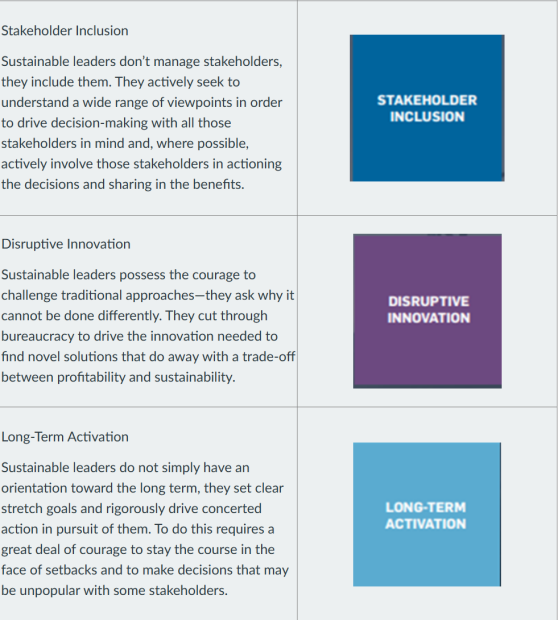 Stakeholder Inclusion
Sustainable leaders don’t manage stakeholders,
they include them. They actively seek to
understand a wide range of viewpoints in order
to drive decision-making with all those
stakeholders in mind and, where possible,
actively involve those stakeholders in actioning
the decisions and sharing in the benefits.
STAKEHOLDER
INCLUSION
Disruptive Innovation
Sustainable leaders possess the courage to
challenge traditional approaches—they ask why it
cannot be done differently. They cut through
bureaucracy to drive the innovation needed to
find novel solutions that do away with a trade-off
between profitability and sustainability.
DISRUPTIVE
INNOVATION
Long-Term Activation
Sustainable leaders do not simply have an
orientation toward the long term, they set clear
stretch goals and rigorously drive concerted
action in pursuit of them. To do this requires a
great deal of courage to stay the course in the
face of setbacks and to make decisions that may
be unpopular with some stakeholders.
LONG-TERM
ACTIVATION